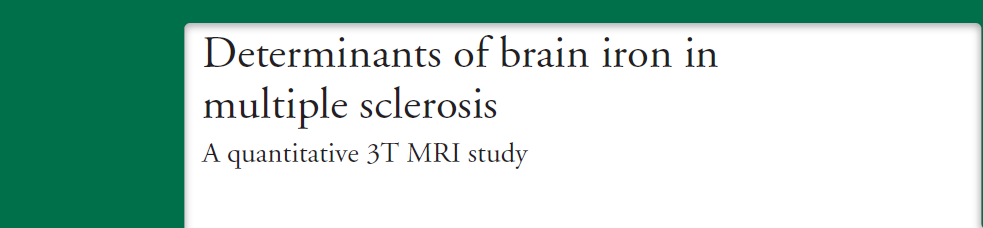 Determinants of brain iron in
multiple sclerosis
A quantitative 3T MRI study